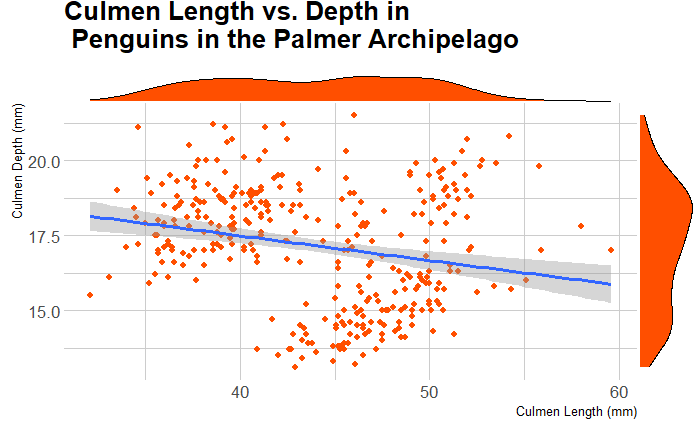 Culmen Length vs. Depth in
Penguins in the Palmer Archipelago
Culmen Depth (mm)
20.0
17.5
15.0
40
50
60
Culmen Length (mm)